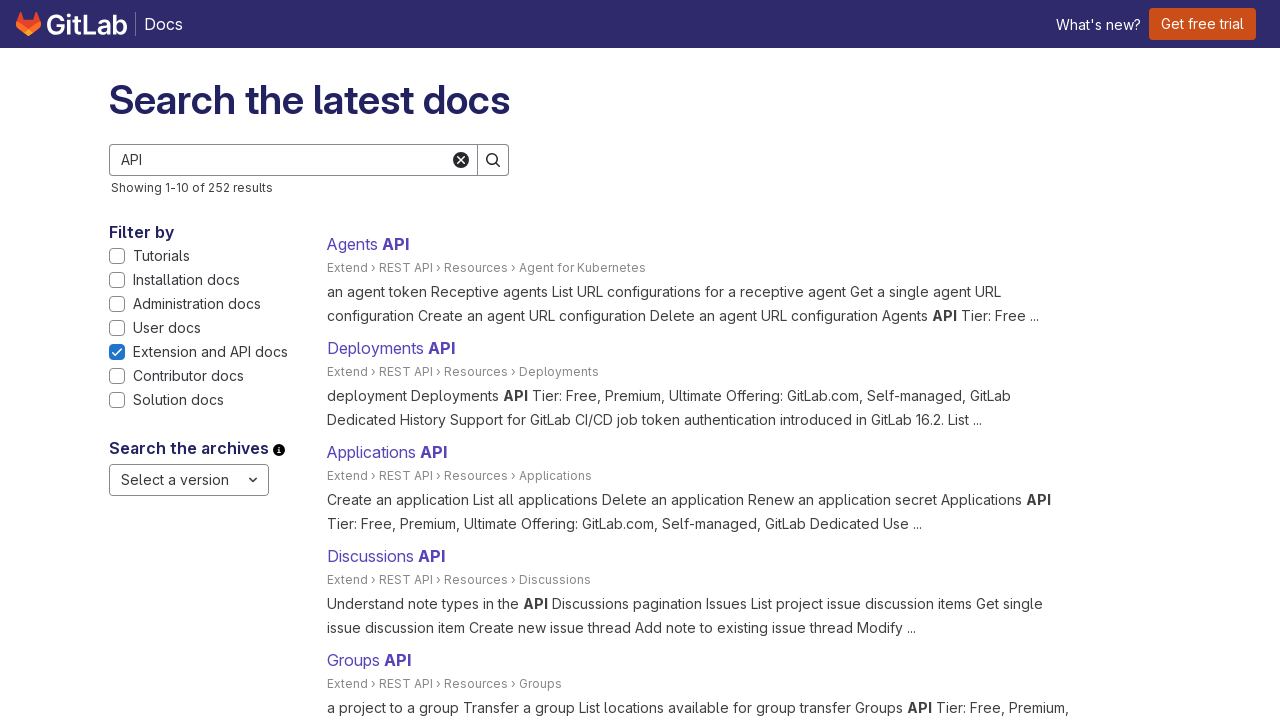 GitLab
Docs
What's new?
Get free trial
Search the latest docs
API
Showing 1-10 of 252 results
Filter by
Tutorials
Installation docs
Administration docs
User docs
Extension and API docs
Contributor docs
Solution docs
Search the archives
Select a version
Agents API
Extend › REST API › Resources › Agent for Kubernetes
an agent token Receptive agents List URL configurations for a receptive agent Get a single agent URL
configuration Create an agent URL configuration Delete an agent URL configuration Agents API Tier: Free ...
Deployments API
Extend › REST API › Resources › Deployments
deployment Deployments API Tier: Free, Premium, Ultimate Offering: GitLab.com, Self-managed, GitLab
Dedicated History Support for GitLab CI/CD job token authentication introduced in GitLab 16.2. List ...
Applications API
Extend › REST API › Resources › Applications
Create an application List all applications Delete an application Renew an application secret Applications API
Tier: Free, Premium, Ultimate Offering: GitLab.com, Self-managed, GitLab Dedicated Use ...
Discussions API
Extend › REST API › Resources › Discussions
Understand note types in the API Discussions pagination Issues List project issue discussion items Get single
issue discussion item Create new issue thread Add note to existing issue thread Modify ...
Groups API
Extend › REST API › Resources › Groups
a project to a group Transfer a group List locations available for group transfer Groups API Tier: Free, Premium,